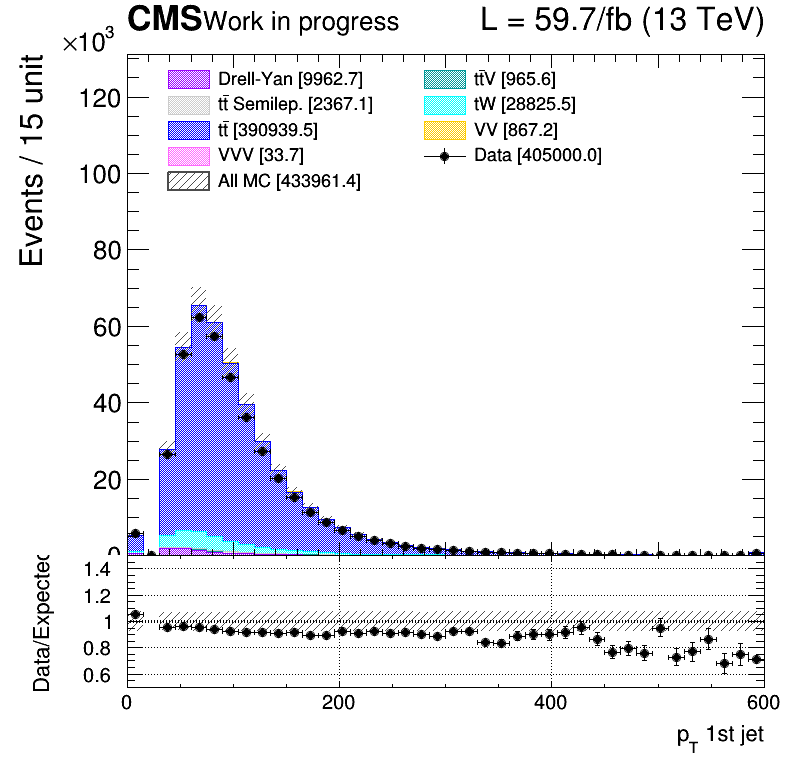 CMS Work in progress L = 59.7/fb (13 TeV)
×10³
Events / 15 unit
120
100
80
60
40
20
0
Drell-Yan [9962.7]
tt̄ Semilep. [2367.1]
tt̄ [390939.5]
VVV [33.7]
All MC [433961.4]
tt̄V [965.6]
tW [28825.5]
VV [867.2]
Data [405000.0]
Data/Expected
1.4
1.2
1
0.8
0.6
0 200 400 600
p_T 1st jet